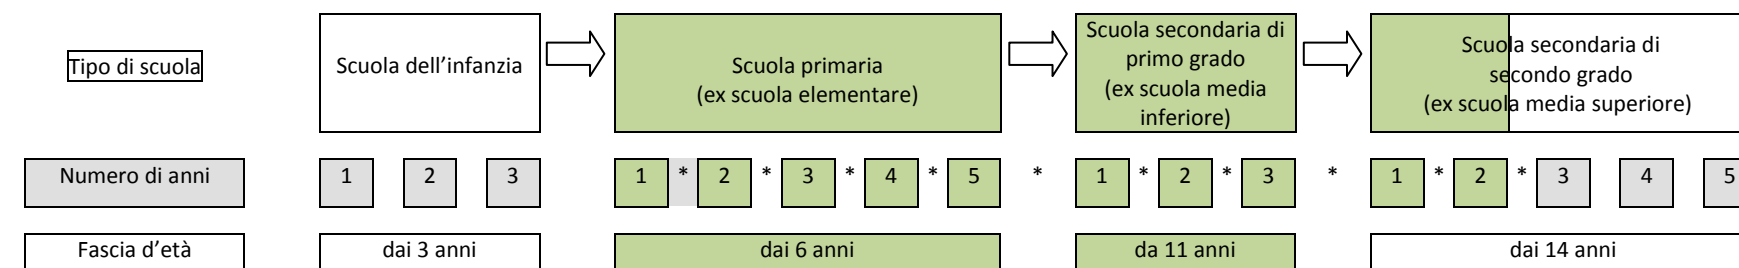 Tipo di scuola
Scuola dell’infanzia
Scuola primaria
(ex scuola elementare)
Scuola secondaria di
primo grado
(ex scuola media
inferiore)
Scuola secondaria di
secondo grado
(ex scuola media superiore)
Numero di anni
1 2 3
1 * 2 * 3 * 4 * 5 * 1 * 2 * 3 * 1 * 2 * 3 4 5
Fascia d’età
dai 3 anni
dai 6 anni
da 11 anni
dai 14 anni